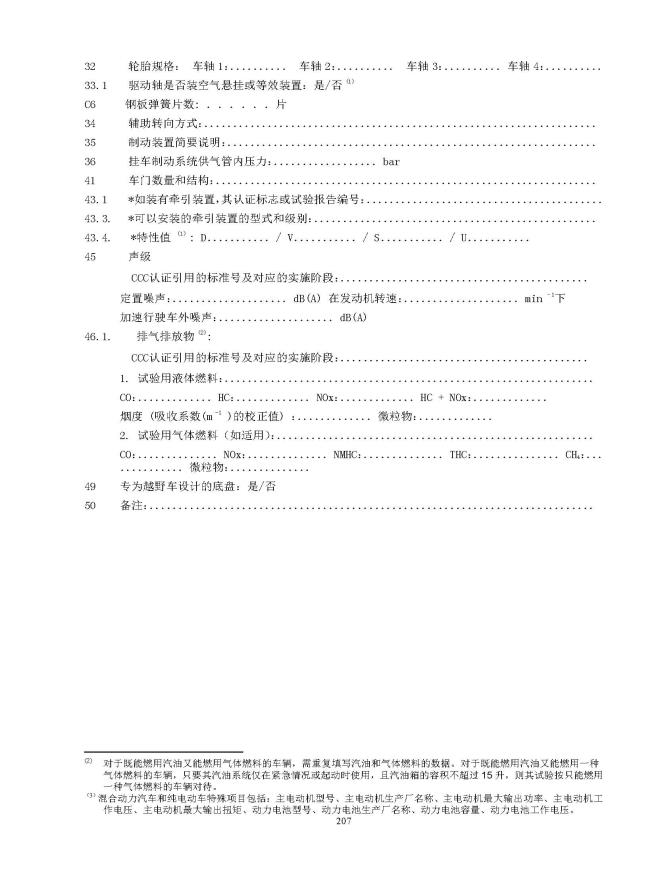 32 轮胎规格： 车轴 1:.......... 车轴 2:.......... 车轴 3:.......... 车轴 4:..........
33.1 驱动轴是否装空气悬挂或等效装置：是/否 ⑴
C6 钢板弹簧片数: . . . . . . 片
34 辅助转向方式:....................................................................
35 制动装置简要说明:................................................................
36 挂车制动系统供气管内压力:.................. bar
41 车门数量和结构:..................................................................
43.1 *如装有牵引装置,其认证标志或试验报告编号:.........................................
43.3. *可以安装的牵引装置的型式和级别:.................................................
43.4. *特性值 ⑴ : D........... / V........... / S........... / U...........
45 声级
CCC认证引用的标准号及对应的实施阶段:...........................................
定置噪声:.................... dB(A) 在发动机转速:.................... min ⁻¹下
加速行驶车外噪声:.................... dB(A)
46.1. 排气排放物 ⑵:
CCC认证引用的标准号及对应的实施阶段:...........................................
1. 试验用液体燃料:................................................................
CO:............. HC:............. NOx:............. HC + NOx:.............
烟度 (吸收系数(m⁻¹ )的校正值) :............. 微粒物:.............
2. 试验用气体燃料（如适用):.......................................................
CO:.............. NOx:.............. NMHC:.............. THC:............... CH₄:...
........... 微粒物:..............
49 专为越野车设计的底盘：是/否
50 备注:.............................................................................
⑵ 对于既能燃用汽油又能燃用气体燃料的车辆，需重复填写汽油和气体燃料的数据。对于既能燃用汽油又能燃用一种
气体燃料的车辆，只要其汽油系统仅在紧急情况或起动时使用，且汽油箱的容积不超过 15 升，则其试验按只能燃用
一种气体燃料的车辆对待。
⑶ 混合动力汽车和纯电动车特殊项目包括：主电动机型号、主电动机生产厂名称、主电动机最大输出功率、主电动机工
作电压、主电动机最大输出扭矩、动力电池型号、动力电池生产厂名称、动力电池容量、动力电池工作电压。
207